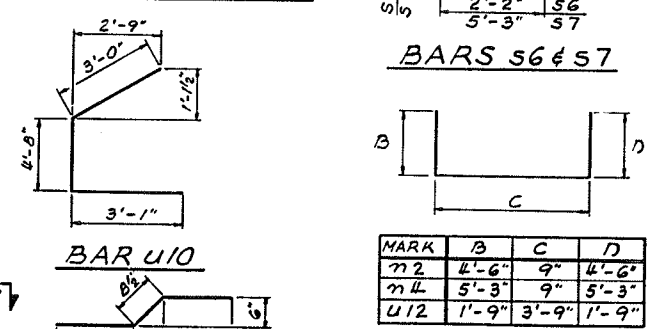 2'-9"
3'-0"
1'-1½"
4'-8"
3'-1"
BAR U10
8½"
6"
S S
2'-2" S6
5'-3" S7
BARS S6 & S7
B
C
D
MARK B C D
n2 4'-6" 9" 4'-6"
n4 5'-3" 9" 5'-3"
U12 1'-9" 3'-9" 1'-9"